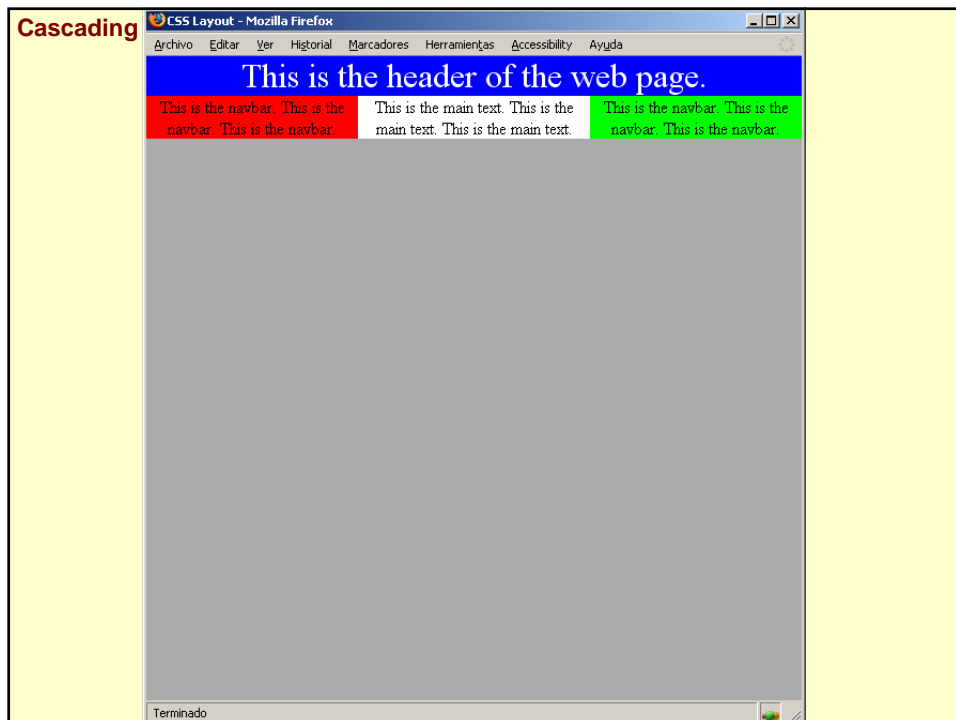 Cascading
CSS Layout - Mozilla Firefox
Archivo Editar Ver Historial Marcadores Herramientas Accessibility Ayuda
This is the header of the web page.
This is the navbar. This is the
navbar. This is the navbar.
This is the main text. This is the
main text. This is the main text.
This is the navbar. This is the
navbar. This is the navbar.
Terminado